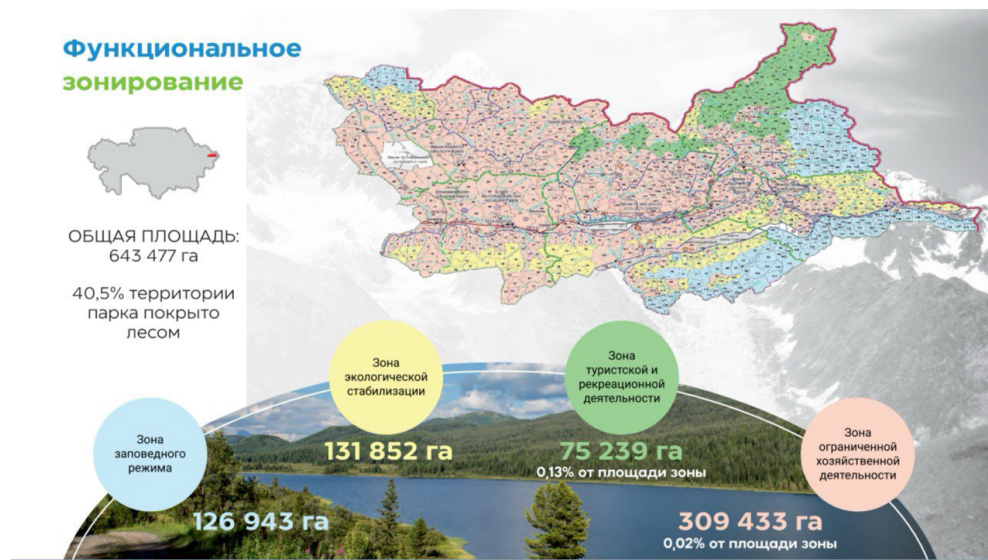 Функциональное
зонирование
ОБЩАЯ ПЛОЩАДЬ:
643 477 га
40,5% территории
парка покрыто
лесом
Зона
экологической
стабилизации
131 852 га
Зона
туристской и
рекреационной
деятельности
75 239 га
0,13% от площади зоны
Зона
заповедного
режима
126 943 га
Зона
ограниченной
хозяйственной
деятельности
309 433 га
0,02% от площади зоны